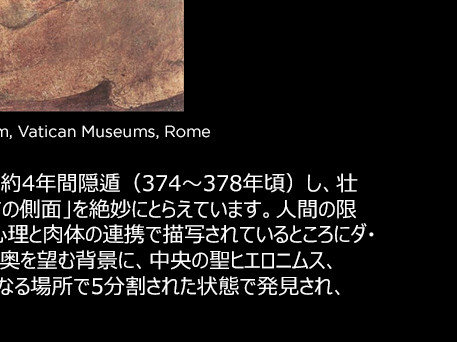 m, Vatican Museums, Rome
約4年間隠遁（374～378年頃）し、壮
の側面」を絶妙にとらえています。人間の限
心理と肉体の連携で描写されているところにダ・
奥を望む背景に、中央の聖ヒエロニムス、
なる場所で5分割された状態で発見され、